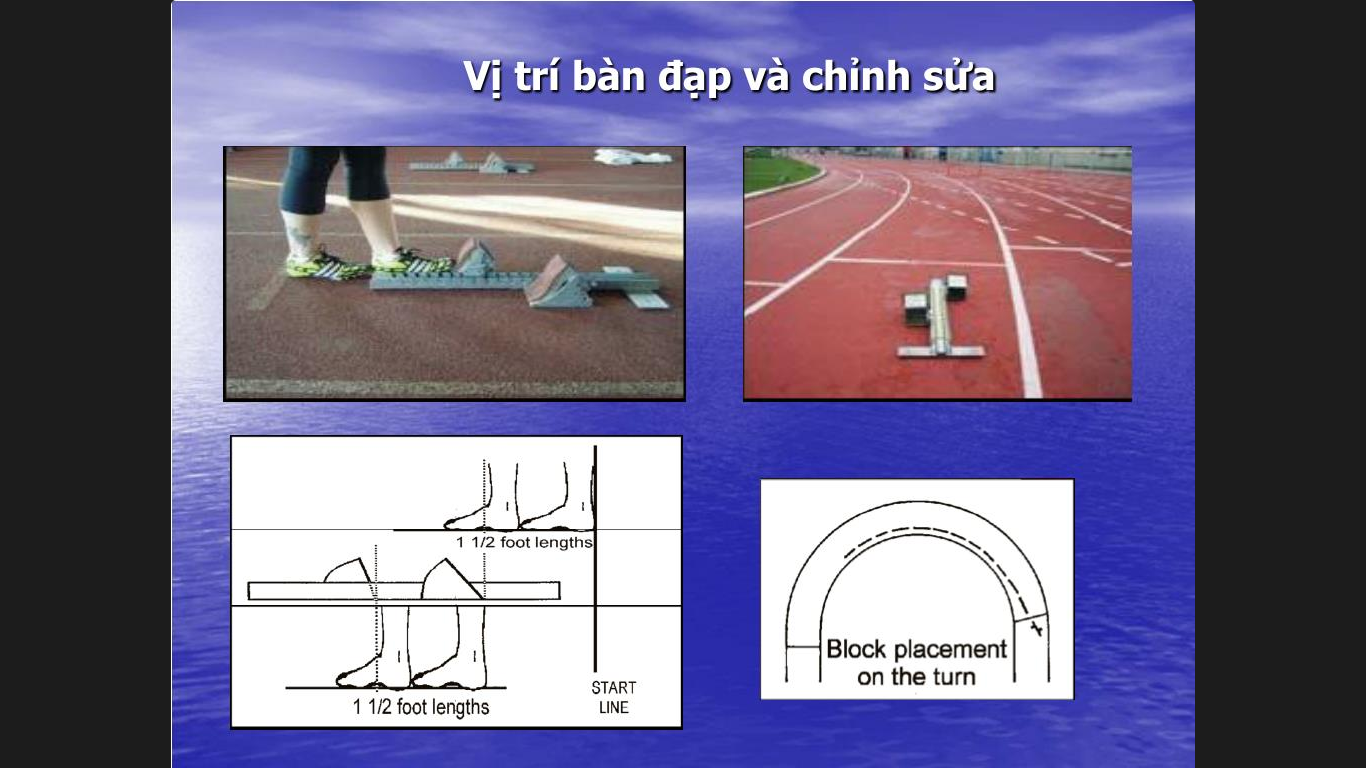 Vị trí bàn đạp và chỉnh sửa
1 1/2 foot lengths
1 1/2 foot lengths
START
LINE
Block placement
on the turn